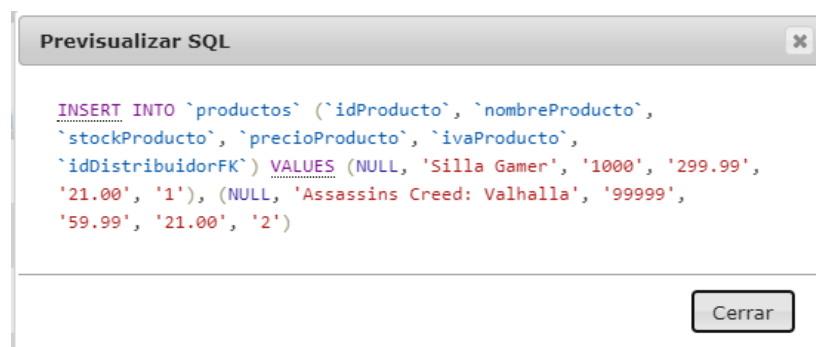 Previsualizar SQL
INSERT INTO `productos` (`idProducto`, `nombreProducto`,
`stockProducto`, `precioProducto`, `ivaProducto`,
`idDistribuidorFK`) VALUES (NULL, 'Silla Gamer', '1000', '299.99',
'21.00', '1'), (NULL, 'Assassins Creed: Valhalla', '99999',
'59.99', '21.00', '2')
Cerrar